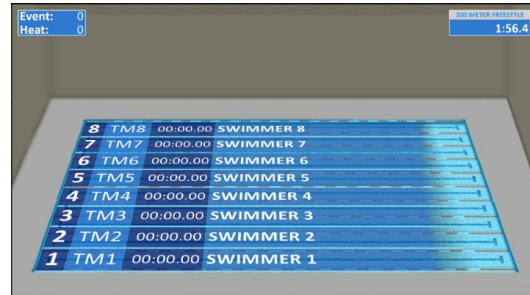 Event: 0
Heat: 0
200 METER FREESTYLE
1:56.4
8 TM8 00:00.00 SWIMMER 8
7 TM7 00:00.00 SWIMMER 7
6 TM6 00:00.00 SWIMMER 6
5 TM5 00:00.00 SWIMMER 5
4 TM4 00:00.00 SWIMMER 4
3 TM3 00:00.00 SWIMMER 3
2 TM2 00:00.00 SWIMMER 2
1 TM1 00:00.00 SWIMMER 1